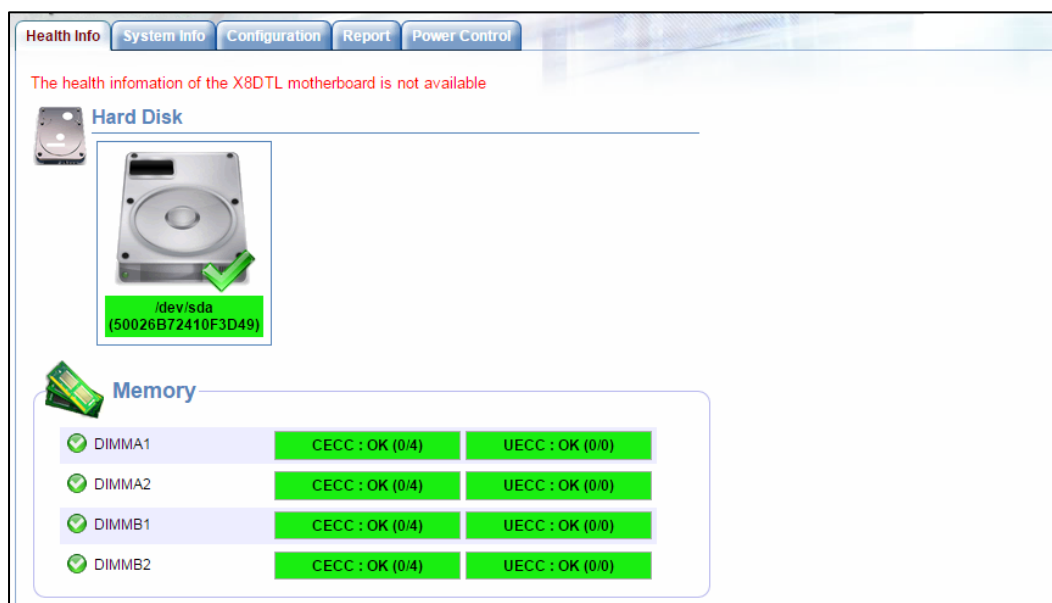 Health Info System Info Configuration Report Power Control
The health infomation of the X8DTL motherboard is not available
Hard Disk
/dev/sda
(50026B72410F3D49)
Memory
DIMMA1 CECC : OK (0/4) UECC : OK (0/0)
DIMMA2 CECC : OK (0/4) UECC : OK (0/0)
DIMMB1 CECC : OK (0/4) UECC : OK (0/0)
DIMMB2 CECC : OK (0/4) UECC : OK (0/0)